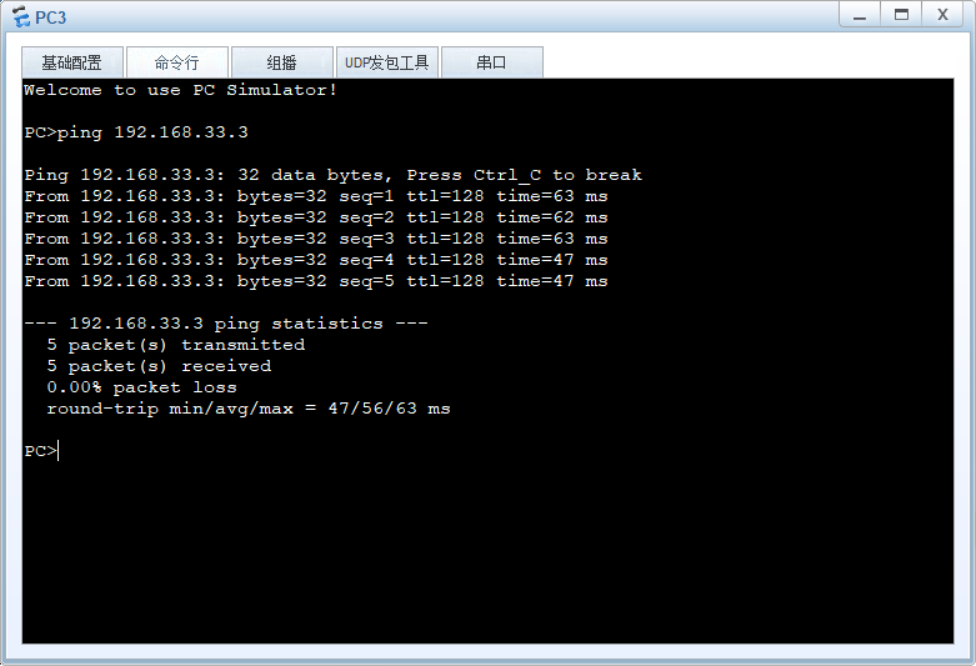 PC3
基础配置 命令行 组播 UDP发包工具 串口
Welcome to use PC Simulator!
PC>ping 192.168.33.3
Ping 192.168.33.3: 32 data bytes, Press Ctrl_C to break
From 192.168.33.3: bytes=32 seq=1 ttl=128 time=63 ms
From 192.168.33.3: bytes=32 seq=2 ttl=128 time=62 ms
From 192.168.33.3: bytes=32 seq=3 ttl=128 time=63 ms
From 192.168.33.3: bytes=32 seq=4 ttl=128 time=47 ms
From 192.168.33.3: bytes=32 seq=5 ttl=128 time=47 ms
--- 192.168.33.3 ping statistics ---
5 packet(s) transmitted
5 packet(s) received
0.00% packet loss
round-trip min/avg/max = 47/56/63 ms
PC>